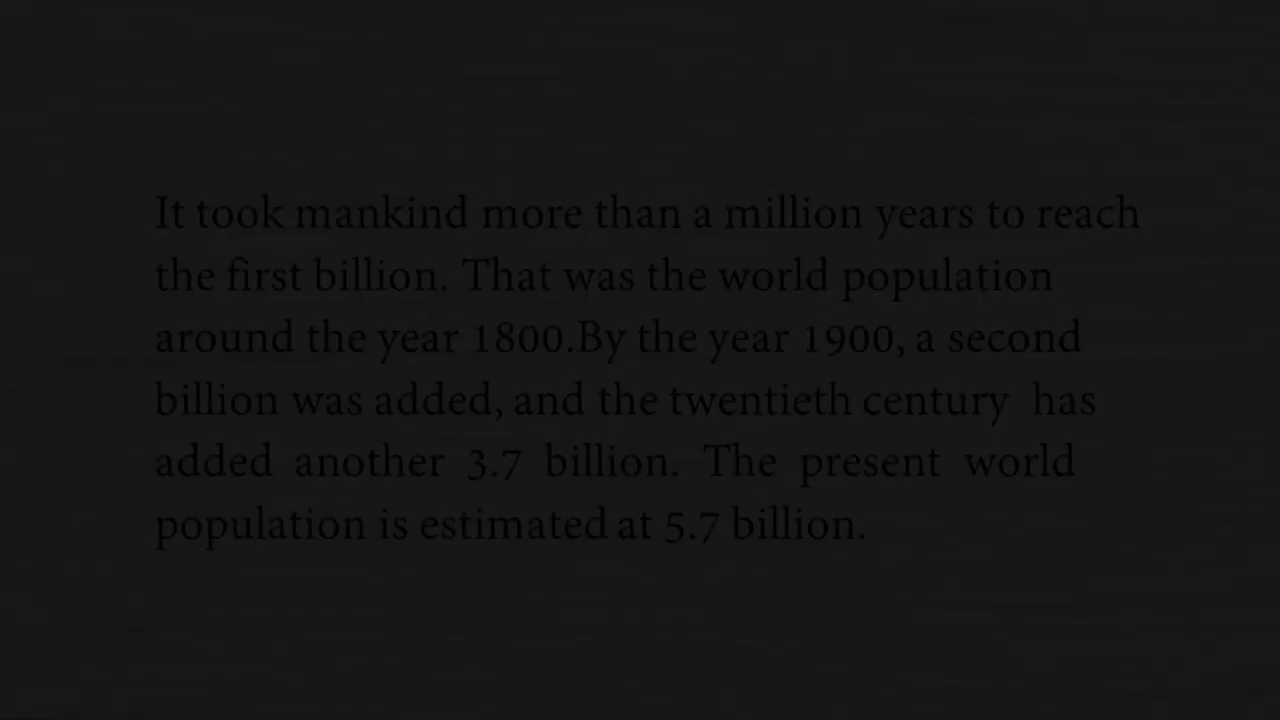 It took mankind more than a million years to reach
the first billion. That was the world population
around the year 1800.By the year 1900, a second
billion was added, and the twentieth century has
added another 3.7 billion. The present world
population is estimated at 5.7 billion.